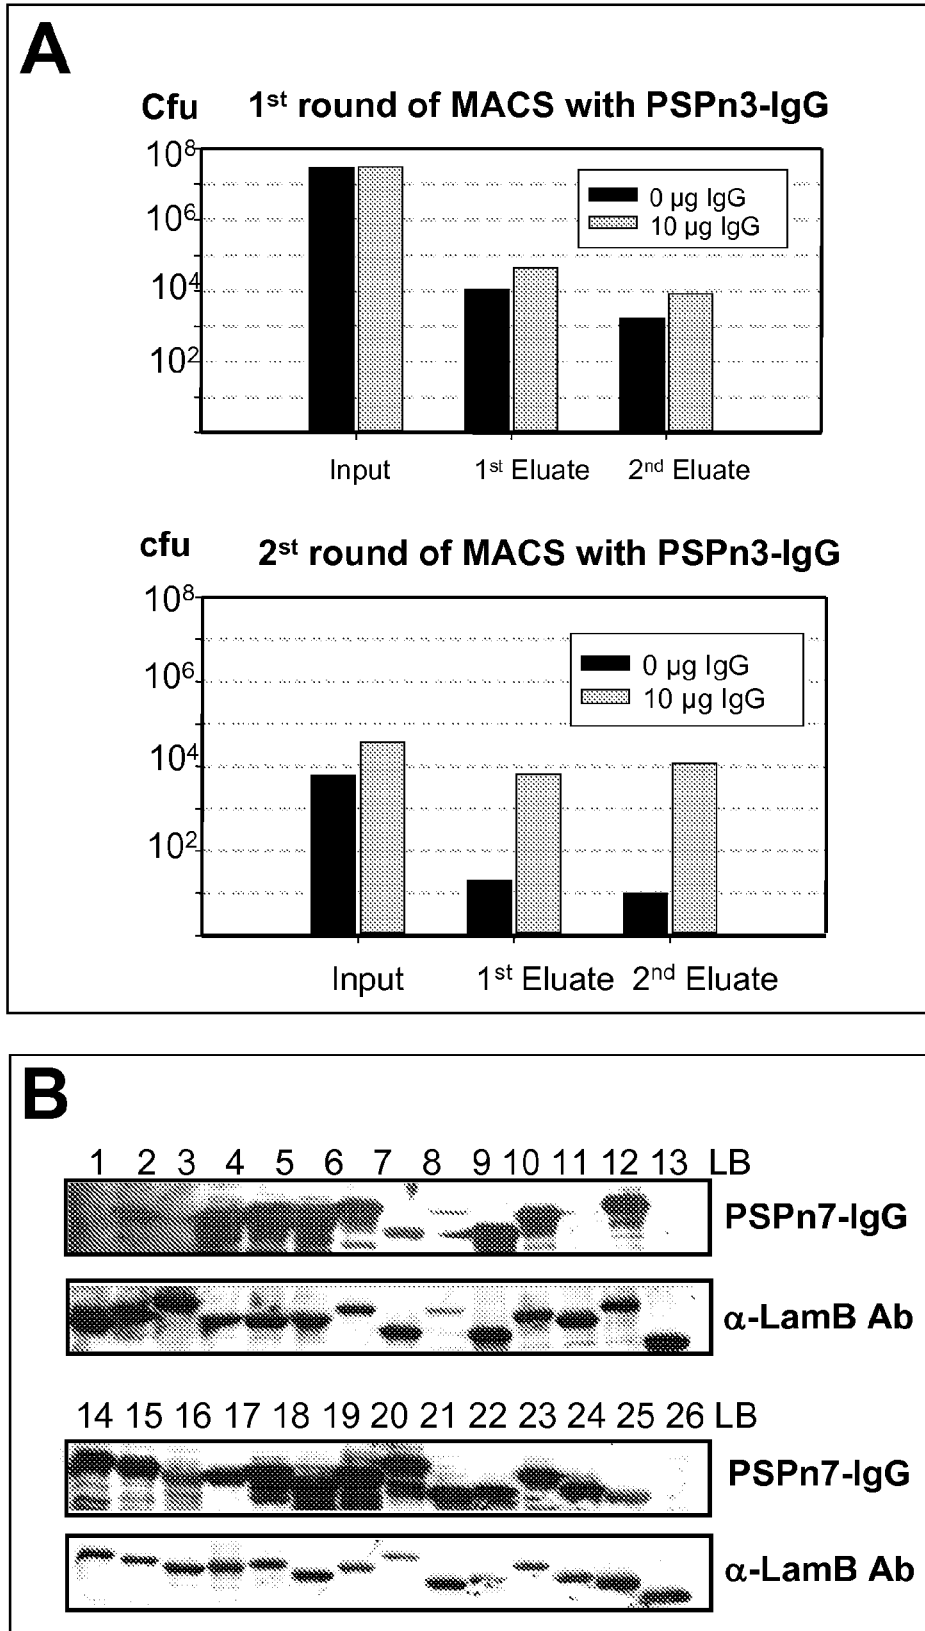 A
Cfu 1st round of MACS with PSPn3-IgG
10^8
10^6
10^4
10^2
0 µg IgG
10 µg IgG
Input 1st Eluate 2nd Eluate
cfu 2st round of MACS with PSPn3-IgG
10^8
10^6
10^4
10^2
0 µg IgG
10 µg IgG
Input 1st Eluate 2nd Eluate
B
1 2 3 4 5 6 7 8 9 10 11 12 13 LB
PSPn7-IgG
α-LamB Ab
14 15 16 17 18 19 20 21 22 23 24 25 26 LB
PSPn7-IgG
α-LamB Ab